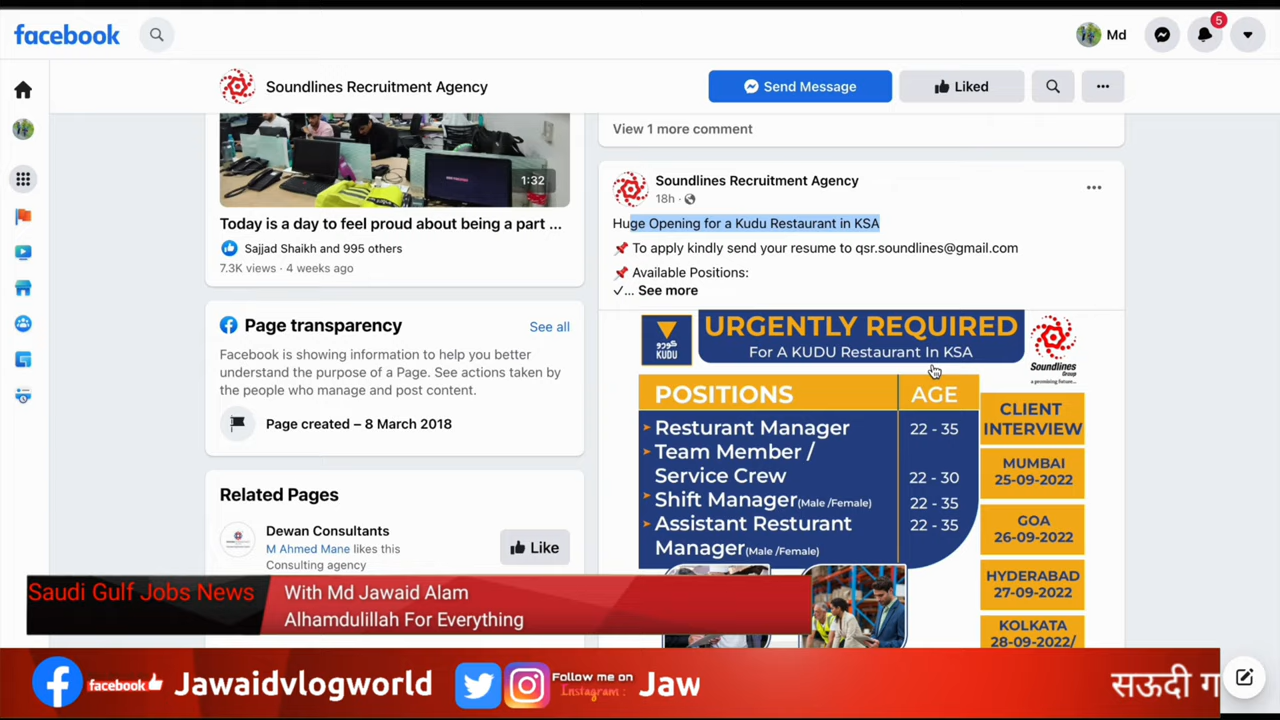 facebook
Md
5
Soundlines Recruitment Agency
Send Message
Liked
View 1 more comment
1:32
Today is a day to feel proud about being a part ...
Sajjad Shaikh and 995 others
7.3K views · 4 weeks ago
Page transparency
See all
Facebook is showing information to help you better
understand the purpose of a Page. See actions taken by
the people who manage and post content.
Page created – 8 March 2018
Related Pages
Dewan Consultants
M Ahmed Mane likes this
Consulting agency
Like
Soundlines Recruitment Agency
18h ·
Huge Opening for a Kudu Restaurant in KSA
📌 To apply kindly send your resume to qsr.soundlines@gmail.com
📌 Available Positions:
✓... See more
KUDU
URGENTLY REQUIRED
For A KUDU Restaurant In KSA
Soundlines
Group
a promising future...
POSITIONS AGE
Resturant Manager 22 - 35
Team Member /
Service Crew 22 - 30
Shift Manager(Male /Female) 22 - 35
Assistant Resturant 22 - 35
Manager(Male /Female)
CLIENT
INTERVIEW
MUMBAI
25-09-2022
GOA
26-09-2022
HYDERABAD
27-09-2022
KOLKATA
28-09-2022/
Saudi Gulf Jobs News
With Md Jawaid Alam
Alhamdulillah For Everything
facebook
Jawaidvlogworld
Follow me on
Instagram :
Jaw
सऊदी ग